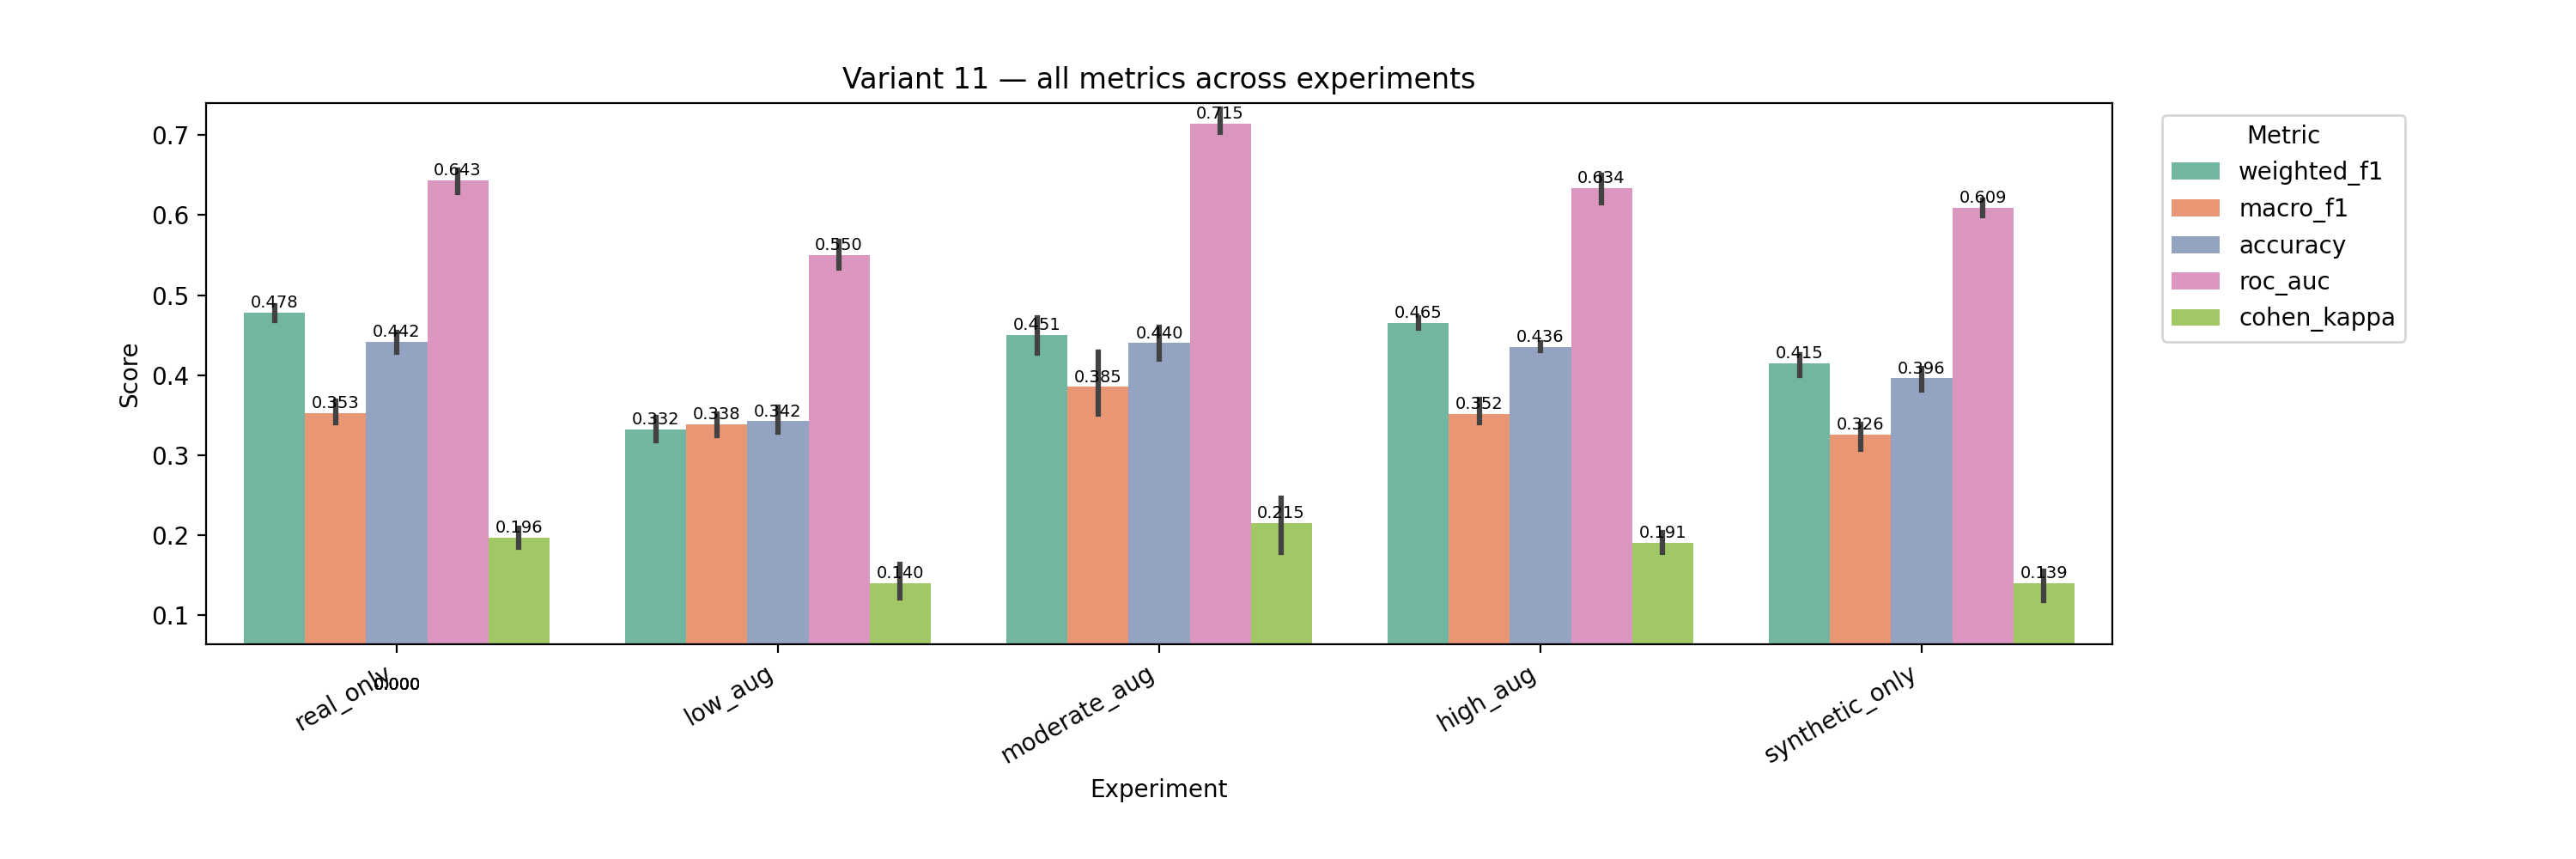 Variant 11 — all metrics across experiments
0.7
0.6
0.5
0.4
0.3
0.2
0.1
Score
0.478
0.353
0.442
0.643
0.196
0.332
0.338
0.342
0.550
0.140
0.451
0.385
0.440
0.715
0.215
0.465
0.352
0.436
0.634
0.191
0.415
0.326
0.396
0.609
0.139
0.000
real_only
low_aug
moderate_aug
high_aug
synthetic_only
Experiment
Metric
weighted_f1
macro_f1
accuracy
roc_auc
cohen_kappa